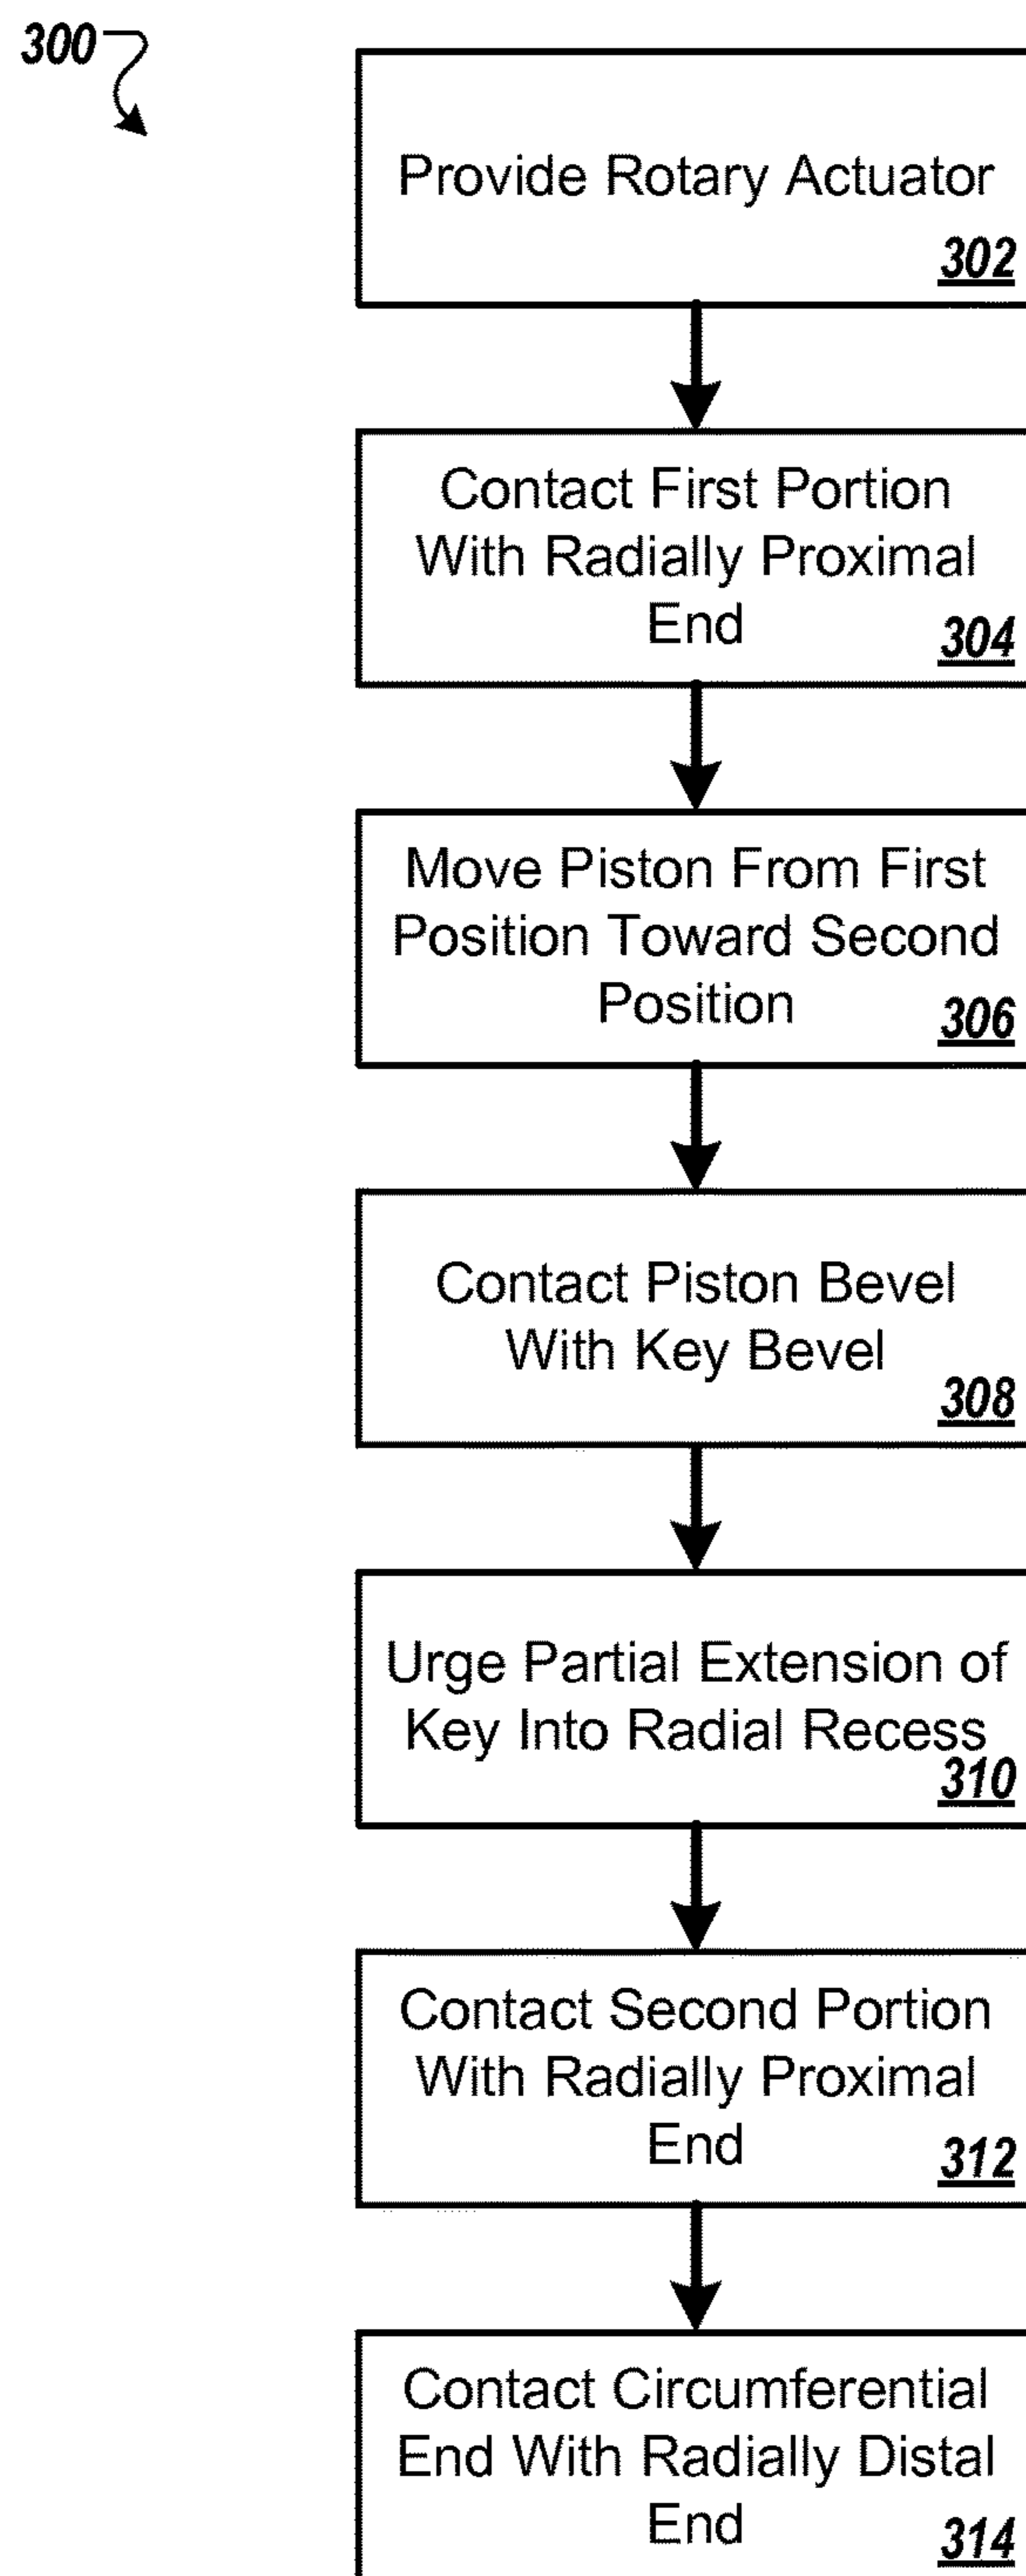 300
Provide Rotary Actuator
302
Contact First Portion
With Radially Proximal
End
304
Move Piston From First
Position Toward Second
Position
306
Contact Piston Bevel
With Key Bevel
308
Urge Partial Extension of
Key Into Radial Recess
310
Contact Second Portion
With Radially Proximal
End
312
Contact Circumferential
End With Radially Distal
End
314